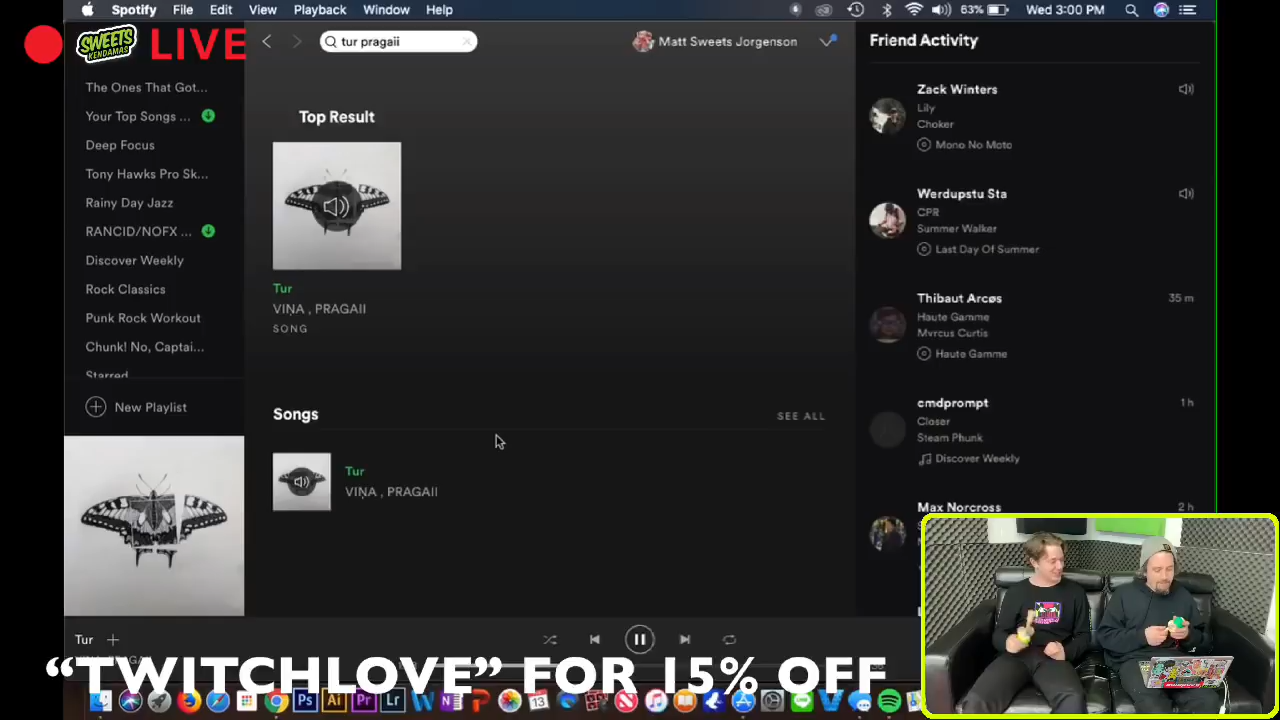 Spotify File Edit View Playback Window Help
63% Wed 3:00 PM
SWEETS
KENDAMAS
LIVE
tur pragaii
Matt Sweets Jorgenson
The Ones That Got...
Your Top Songs ...
Deep Focus
Tony Hawks Pro Sk...
Rainy Day Jazz
RANCID/NOFX ...
Discover Weekly
Rock Classics
Punk Rock Workout
Chunk! No, Captai...
Starred
New Playlist
Tur
Top Result
Tur
VIŅA , PRAGAII
SONG
Songs
SEE ALL
Tur
VIŅA , PRAGAII
Friend Activity
Zack Winters
Lily
Choker
Mono No Moto
Werdupstu Sta
CPR
Summer Walker
Last Day Of Summer
Thibaut Arcøs
35 m
Haute Gamme
Mvrcus Curtis
Haute Gamme
cmdprompt
1 h
Closer
Steam Phunk
Discover Weekly
Max Norcross
2 h
“TWITCHLOVE” FOR 15% OFF